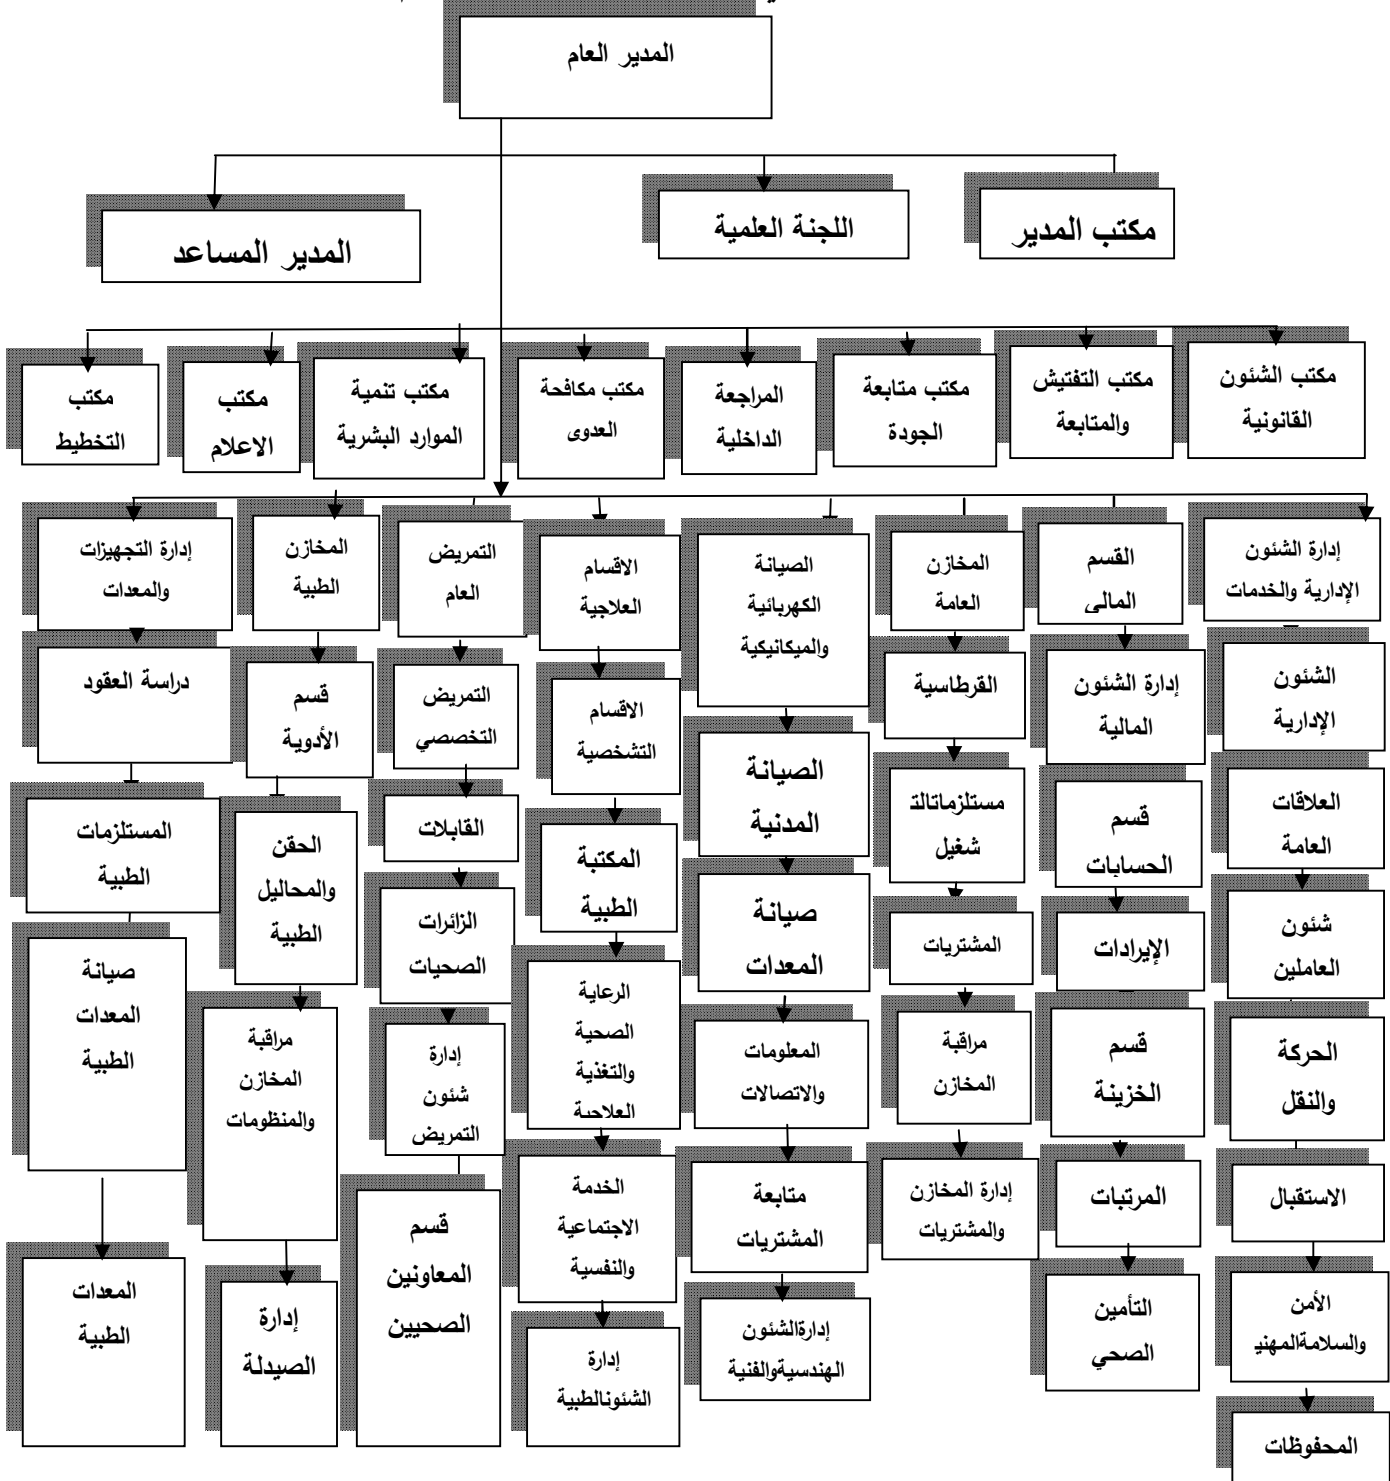 المدير العام
مكتب المدير
اللجنة العلمية
المدير المساعد
مكتب الشئون
القانونية
مكتب التفتيش
والمتابعة
مكتب متابعة
الجودة
المراجعة
الداخلية
مكتب مكافحة
العدوى
مكتب تنمية
الموارد البشرية
مكتب
الاعلام
مكتب
التخطيط
إدارة الشئون
الإدارية والخدمات
القسم
المالي
المخازن
العامة
الصيانة
الكهربائية
والميكانيكية
الاقسام
العلاجية
التمريض
العام
المخازن
الطبية
إدارة التجهيزات
والمعدات
الشئون
الإدارية
إدارة الشئون
المالية
القرطاسية
الصيانة
المدنية
الاقسام
التشخصية
التمريض
التخصصي
قسم
الأدوية
دراسة العقود
العلاقات
العامة
قسم
الحسابات
مستلزماتالت
شغيل
صيانة
المعدات
المكتبة
الطبية
القابلات
الحقن
والمحاليل
الطبية
المستلزمات
الطبية
شئون
العاملين
الإيرادات
المشتريات
المعلومات
والاتصالات
الرعاية
الصحية
والتغذية
العلاجية
الزائرات
الصحيات
مراقبة
المخازن
والمنظومات
صيانة
المعدات
الطبية
الحركة
والنقل
قسم
الخزينة
مراقبة
المخازن
متابعة
المشتريات
الخدمة
الاجتماعية
والنفسية
إدارة
شئون
التمريض
إدارة
الصيدلة
المعدات
الطبية
الاستقبال
المرتبات
إدارة المخازن
والمشتريات
إدارةالشئون
الهندسيةوالفنية
إدارة
الشئونالطبية
قسم
المعاونين
الصحيين
الأمن
والسلامةالمهنيـ
التأمين
الصحي
المحفوظات